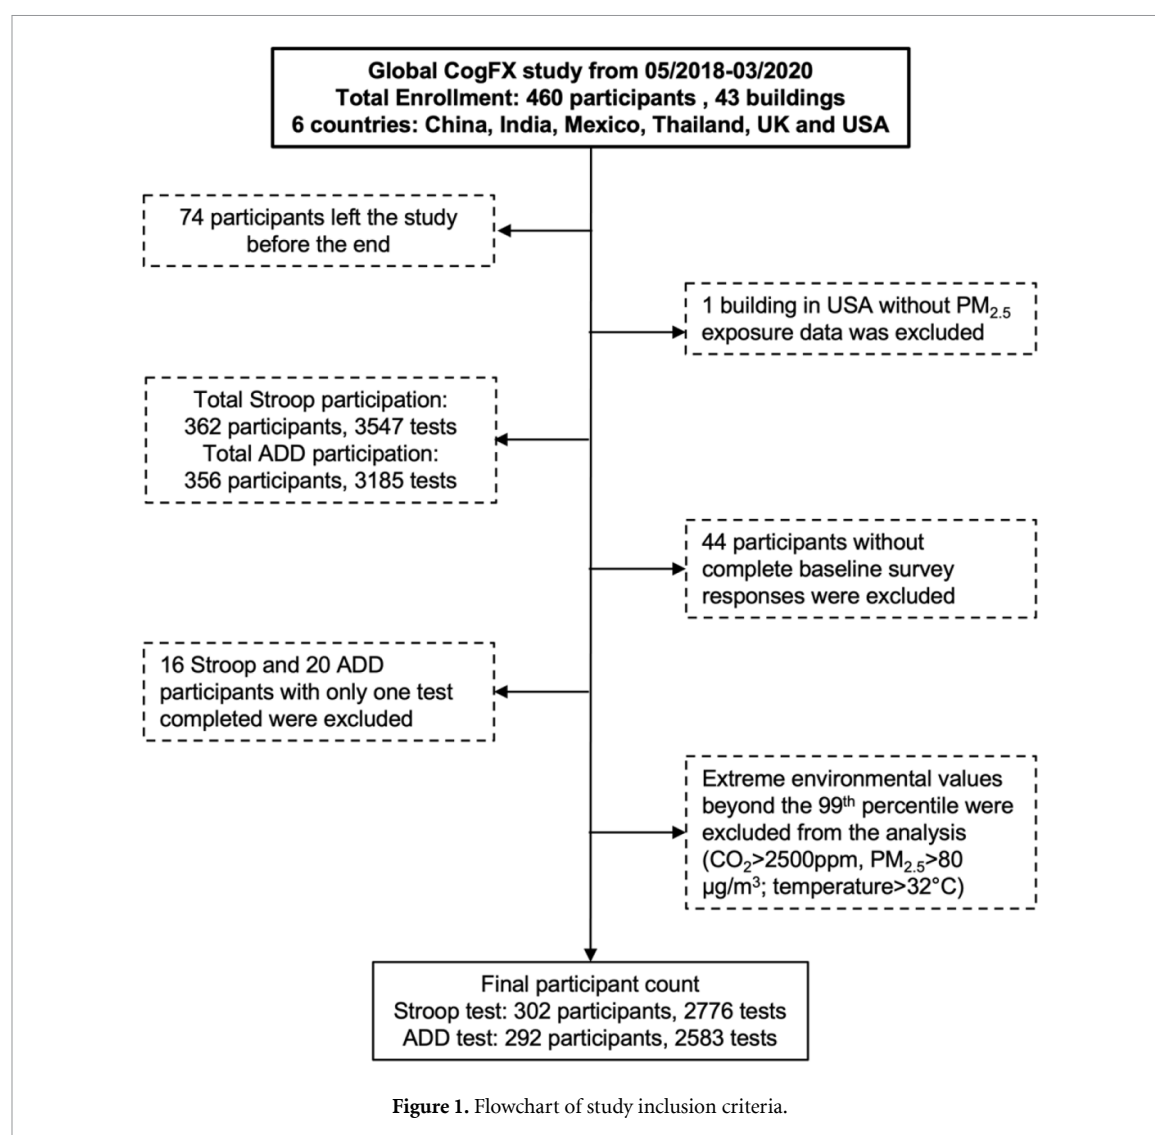 Global CogFX study from 05/2018-03/2020
Total Enrollment: 460 participants , 43 buildings
6 countries: China, India, Mexico, Thailand, UK and USA
74 participants left the study
before the end
1 building in USA without PM2.5
exposure data was excluded
Total Stroop participation:
362 participants, 3547 tests
Total ADD participation:
356 participants, 3185 tests
44 participants without
complete baseline survey
responses were excluded
16 Stroop and 20 ADD
participants with only one test
completed were excluded
Extreme environmental values
beyond the 99th percentile were
excluded from the analysis
(CO2>2500ppm, PM2.5>80
µg/m3; temperature>32°C)
Final participant count
Stroop test: 302 participants, 2776 tests
ADD test: 292 participants, 2583 tests
Figure 1. Flowchart of study inclusion criteria.